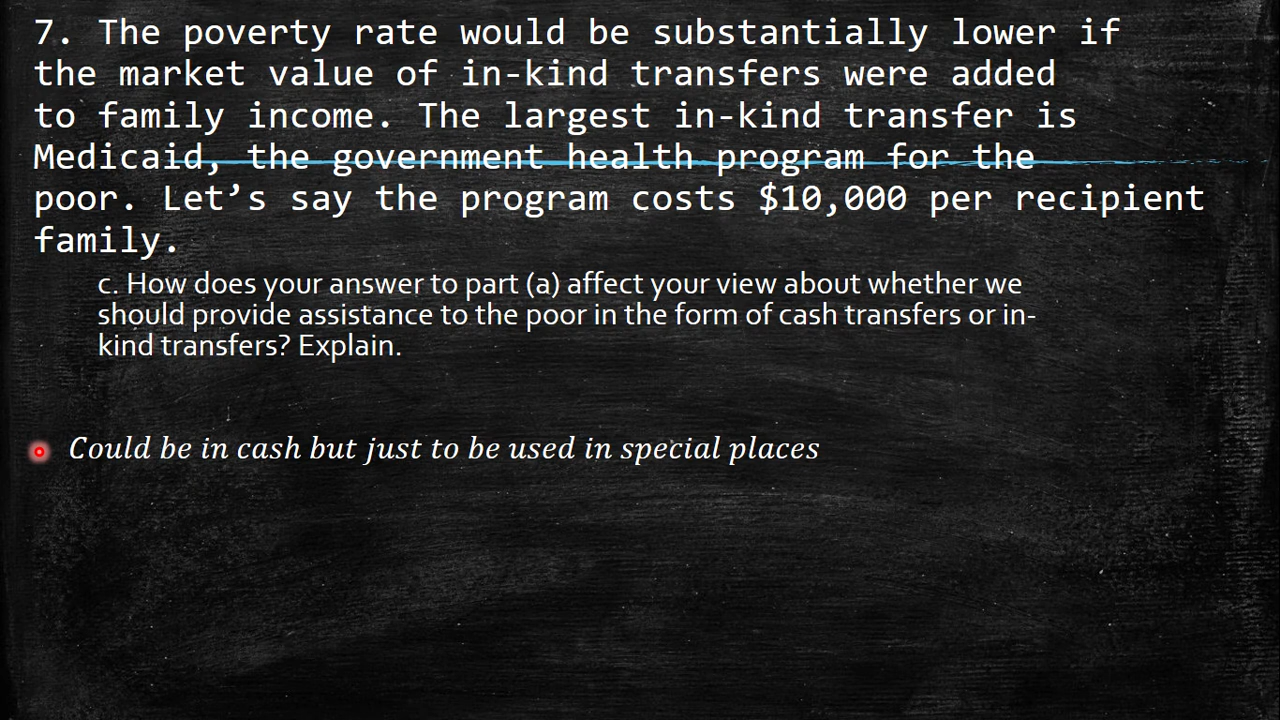 7. The poverty rate would be substantially lower if
the market value of in-kind transfers were added
to family income. The largest in-kind transfer is
Medicaid, the government health program for the
poor. Let’s say the program costs $10,000 per recipient
family.
c. How does your answer to part (a) affect your view about whether we
should provide assistance to the poor in the form of cash transfers or in-
kind transfers? Explain.
Could be in cash but just to be used in special places